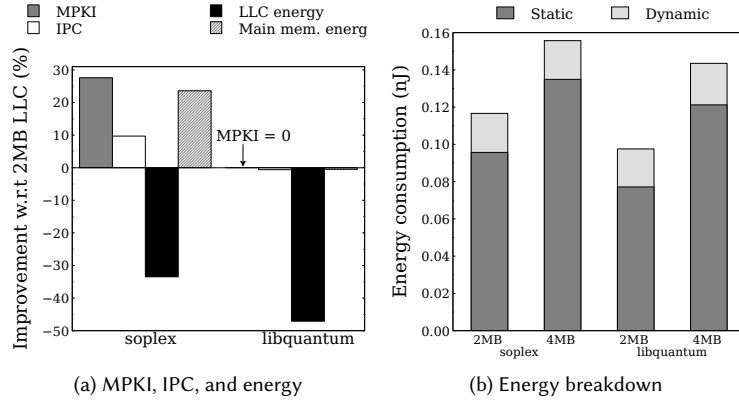 MPKI
IPC
LLC energy
Main mem. energ
Improvement w.r.t 2MB LLC (%)
30
20
10
0
−10
−20
−30
−40
−50
MPKI = 0
soplex
libquantum
(a) MPKI, IPC, and energy
Static
Dynamic
Energy consumption (nJ)
0.16
0.14
0.12
0.10
0.08
0.06
0.04
0.02
0.00
2MB
4MB
2MB
4MB
soplex
libquantum
(b) Energy breakdown